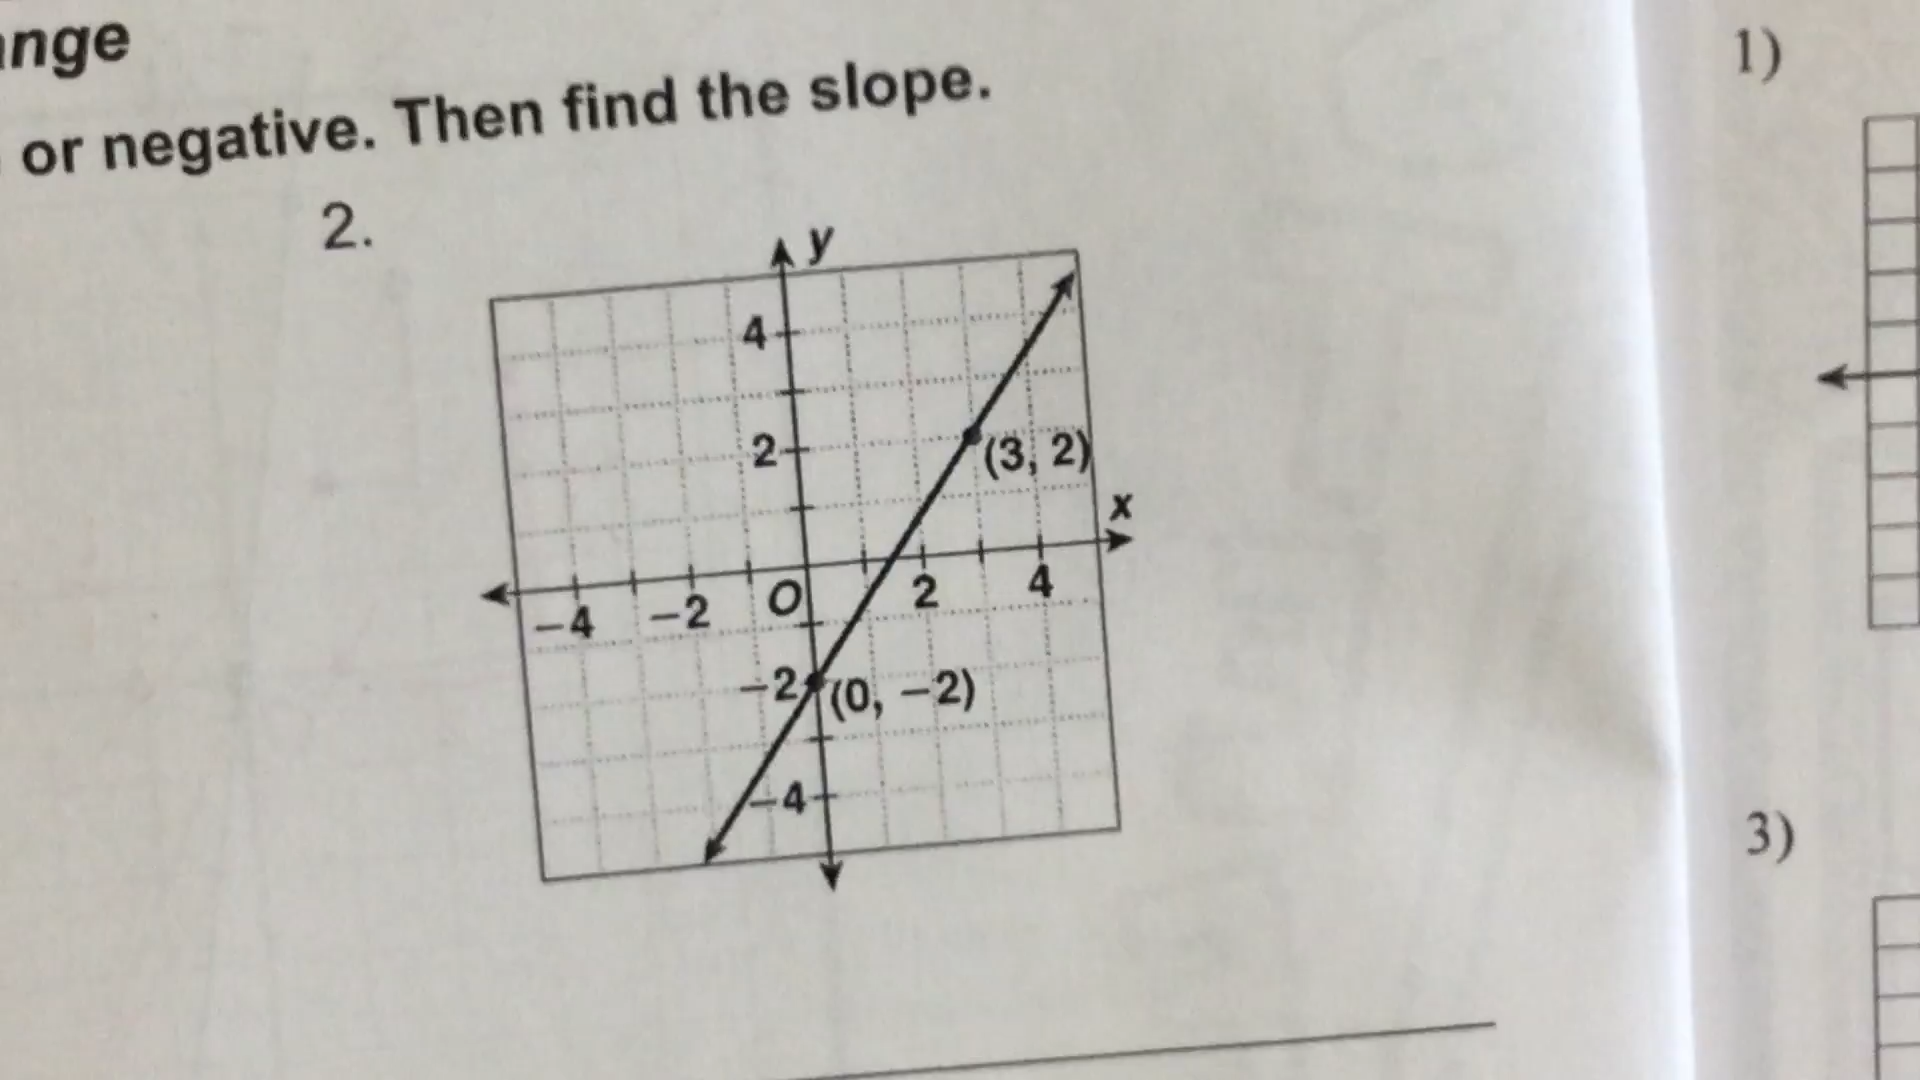 or negative. Then find the slope.
2.
y
4
2
(3, 2)
x
−4 −2 O 2 4
−2 (0, −2)
−4
1)
3)